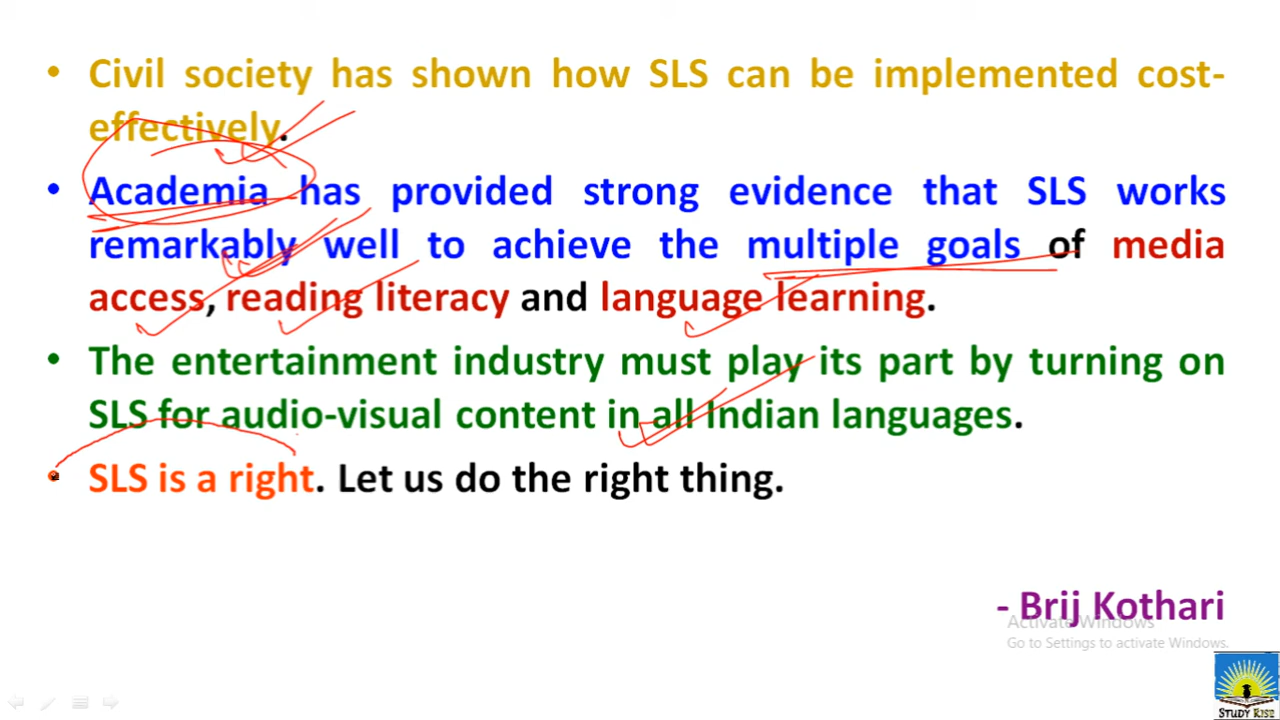 • Civil society has shown how SLS can be implemented cost-
effectively.
• Academia has provided strong evidence that SLS works
remarkably well to achieve the multiple goals of media
access, reading literacy and language learning.
• The entertainment industry must play its part by turning on
SLS for audio-visual content in all Indian languages.
• SLS is a right. Let us do the right thing.
- Brij Kothari
Activate Windows
Go to Settings to activate Windows.
STUDY RISE